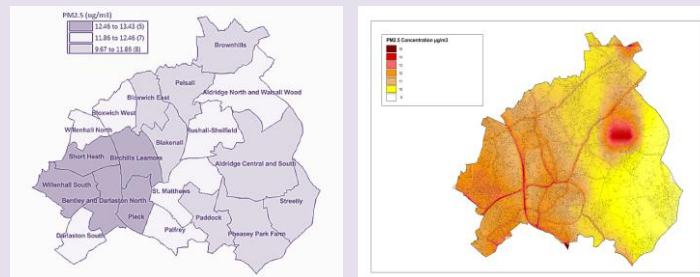 PM2.5 (ug/m3)
12.46 to 13.43 (5)
11.86 to 12.46 (7)
9.67 to 11.86 (8)
Brownhills
Pelsall
Bloxwich East
Aldridge North and Walsall Wood
Bloxwich West
Willenhall North
Rushall-Shelfield
Blakenall
Short Heath
Birchills Leamore
Aldridge Central and South
Willenhall South
St. Matthews
Streetly
Bentley and Darlaston North
Pleck
Paddock
Palfrey
Pheasey Park Farm
Darlaston South
PM2.5 Concentration µg/m3